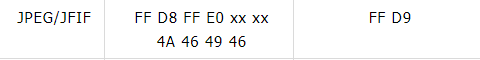 JPEG/JFIF
FF D8 FF E0 xx xx
4A 46 49 46
FF D9